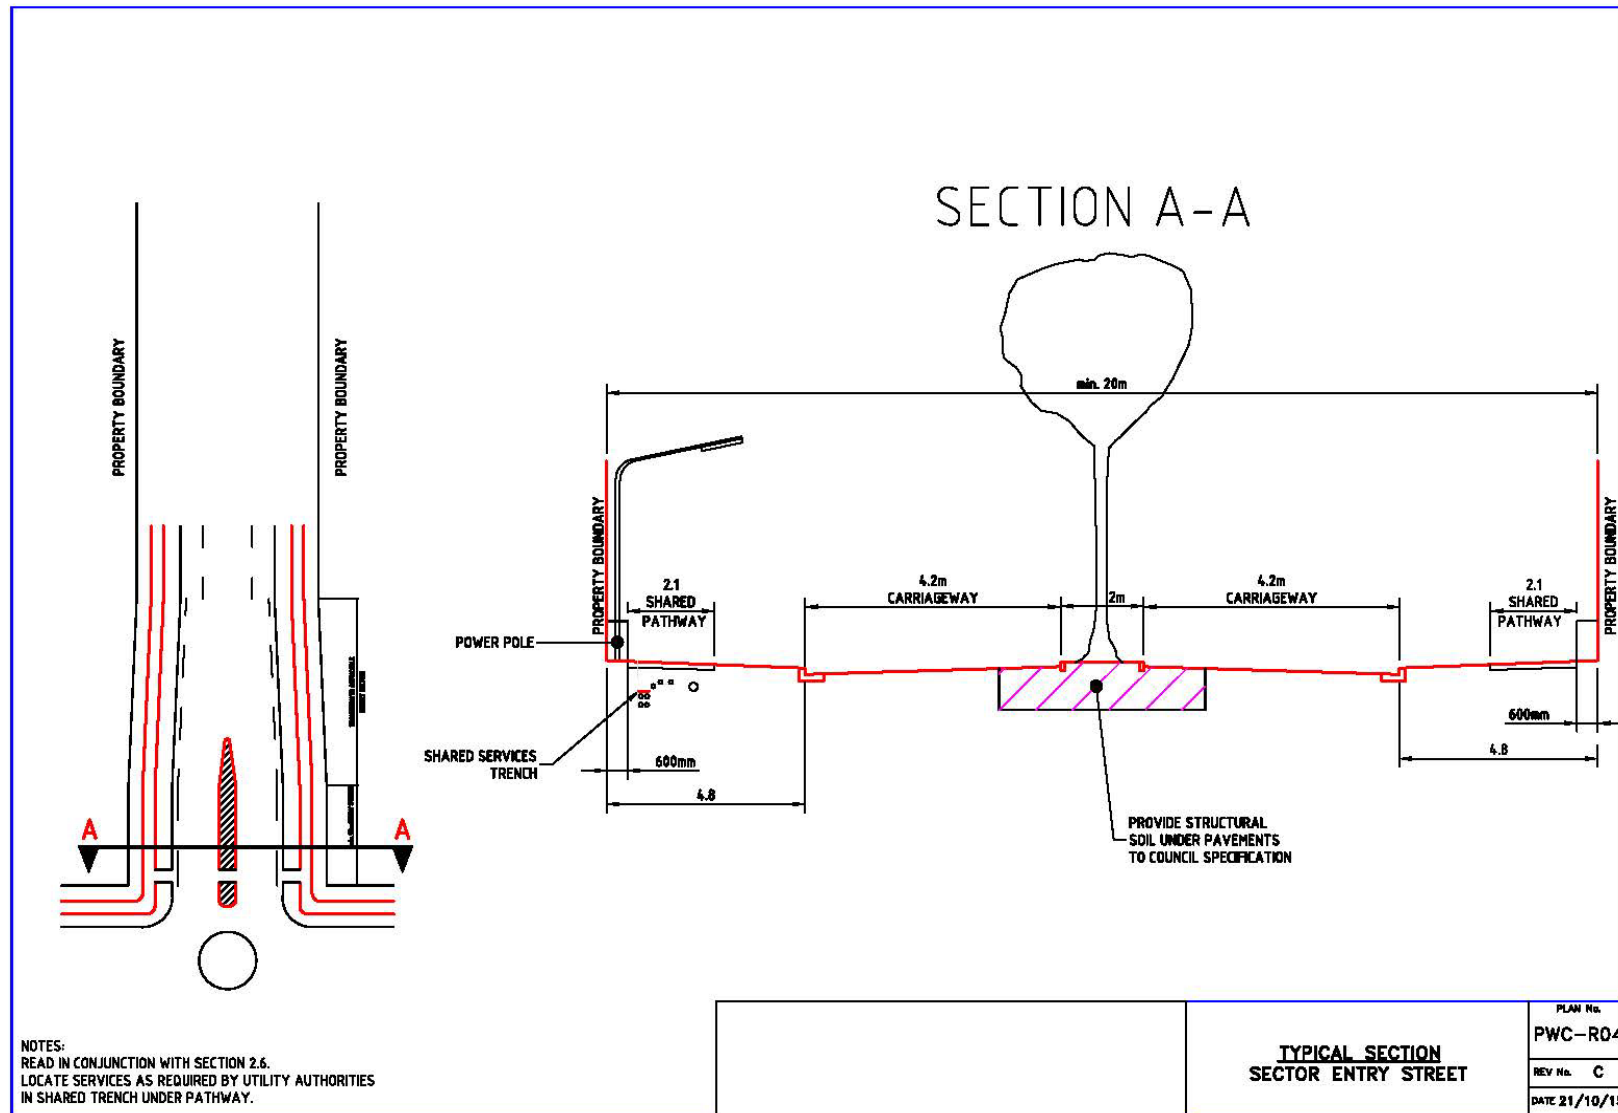 SECTION A-A
min. 20m
PROPERTY BOUNDARY
PROPERTY BOUNDARY
PROPERTY BOUNDARY
PROPERTY BOUNDARY
2.1
SHARED
PATHWAY
4.2m
CARRIAGEWAY
2m
4.2m
CARRIAGEWAY
2.1
SHARED
PATHWAY
POWER POLE
SHARED SERVICES
TRENCH
600mm
4.8
600mm
4.8
A
A
PROVIDE STRUCTURAL
SOIL UNDER PAVEMENTS
TO COUNCIL SPECIFICATION
NOTES:
READ IN CONJUNCTION WITH SECTION 2.6.
LOCATE SERVICES AS REQUIRED BY UTILITY AUTHORITIES
IN SHARED TRENCH UNDER PATHWAY.
TYPICAL SECTION
SECTOR ENTRY STREET
PLAN No.
PWC-R04
REV No. C
DATE